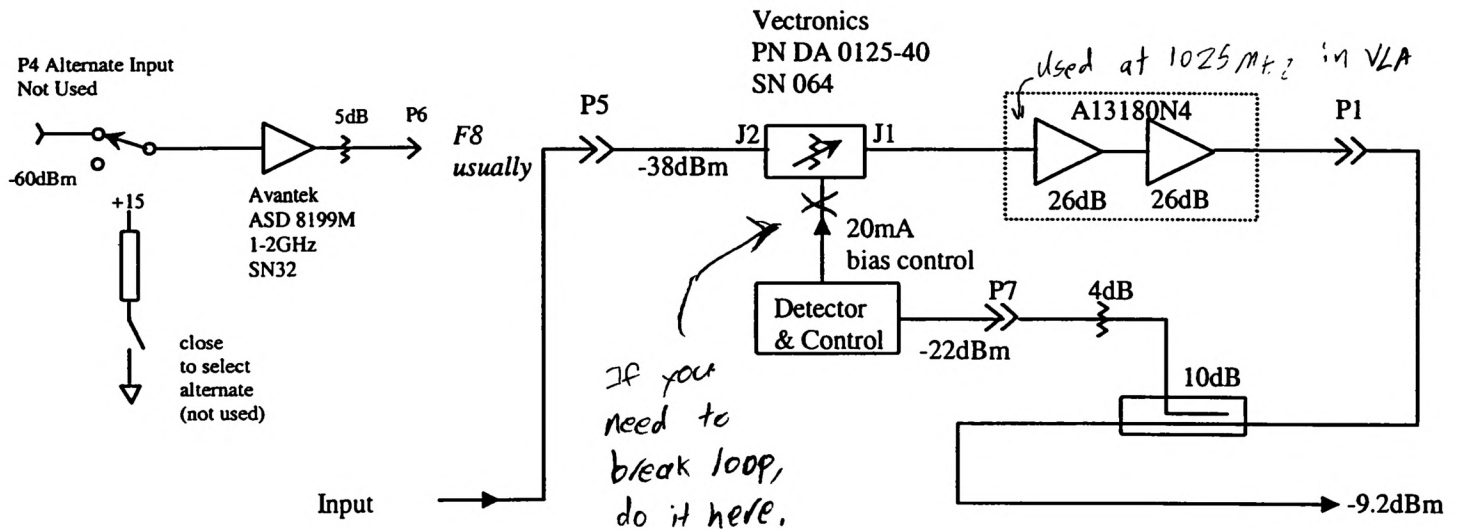 Vectronics
PN DA 0125-40
SN 064
Used at 1025 MHz in VLA
P4 Alternate Input
Not Used
5dB
P6
F8
usually
P5
J2
J1
A13180N4
P1
-60dBm
-38dBm
26dB
26dB
+15
Avantek
ASD 8199M
1-2GHz
SN32
20mA
bias control
Detector
& Control
P7
4dB
-22dBm
close
to select
alternate
(not used)
If you
need to
break loop,
do it here.
10dB
Input
-9.2dBm